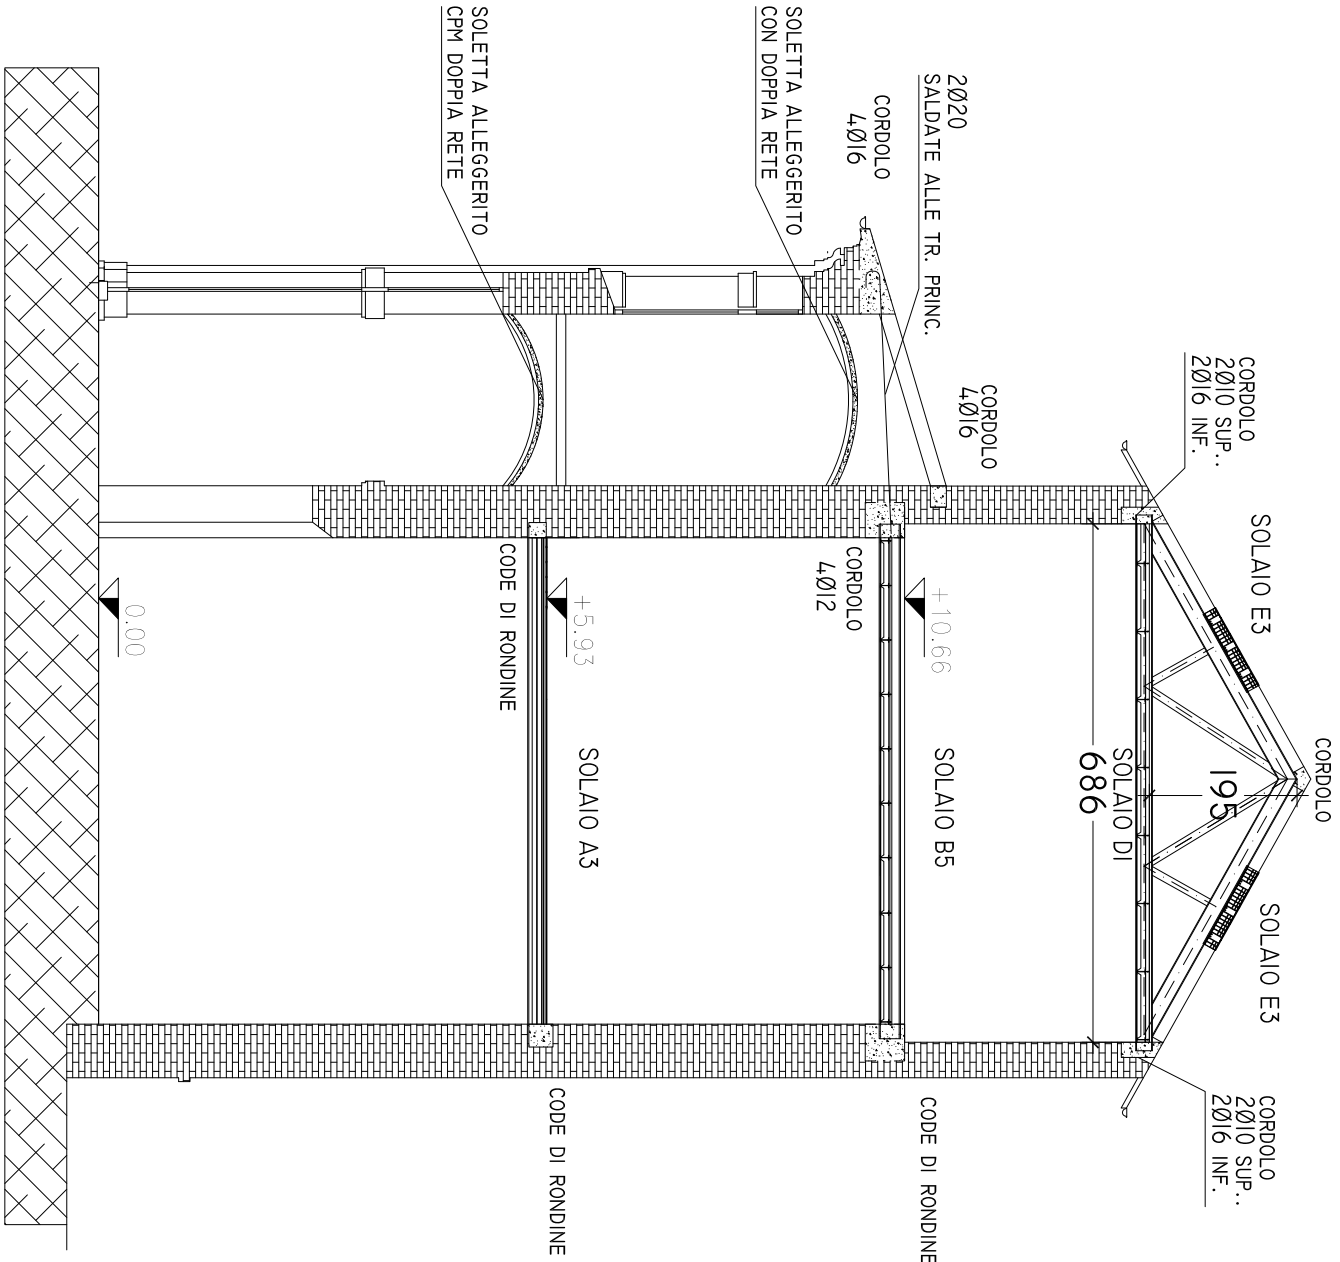 CORDOLO
SOLAIO E3
SOLAIO E3
CORDOLO
2Ø10 SUP..
2Ø16 INF.
CORDOLO
2Ø10 SUP..
2Ø16 INF.
195
SOLAIO D1
686
CORDOLO
4Ø16
2Ø20
SALDATE ALLE TR. PRINC.
+10.66
SOLAIO B5
CODE DI RONDINE
CORDOLO
4Ø16
CORDOLO
4Ø12
SOLETTA ALLEGGERITO
CON DOPPIA RETE
+5.93
SOLAIO A3
CODE DI RONDINE
CODE DI RONDINE
SOLETTA ALLEGGERITO
CPM DOPPIA RETE
0.00